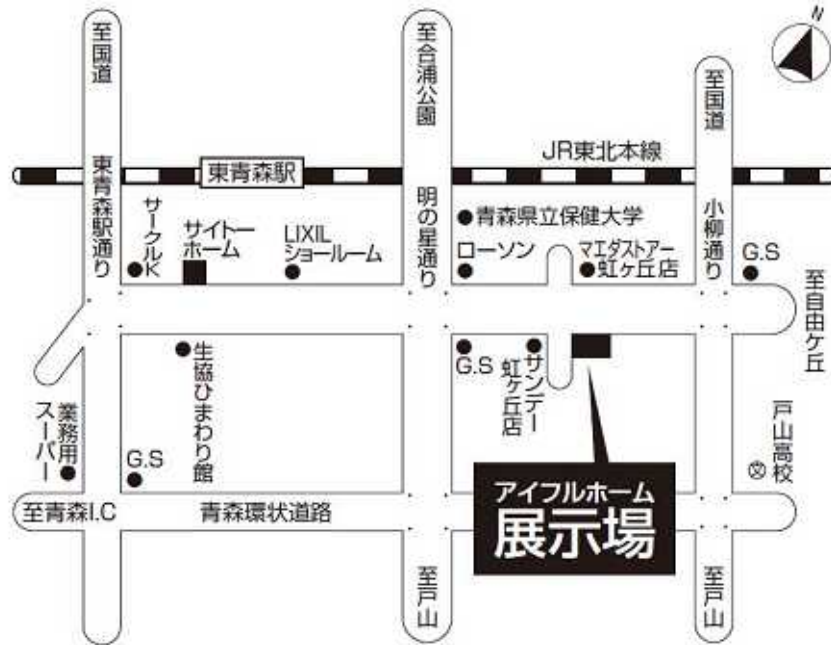 N
至国道
至合浦公園
至国道
JR東北本線
東青森駅
東青森駅通り
明の星通り
小柳通り
サークルK
サイトー
ホーム
LIXIL
ショールーム
青森県立保健大学
ローソン
マエダストアー
虹ヶ丘店
G.S
至自由ケ丘
生協ひまわり館
G.S
サンデー
虹ヶ丘店
業務用
スーパー
G.S
戸山高校
文
至青森I.C
青森環状道路
アイフルホーム
展示場
至戸山
至戸山